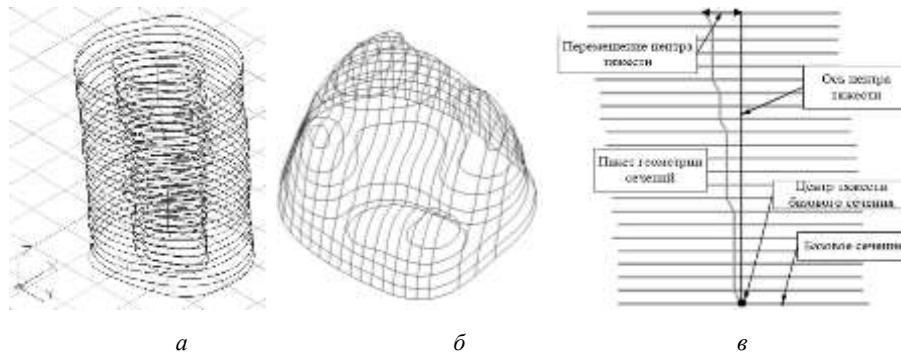 Перемещение центра
тяжести
Ось центра
тяжести
Пакет геометрии
сечений
Центр тяжести
базового сечения
Базовое сечение
а
б
в